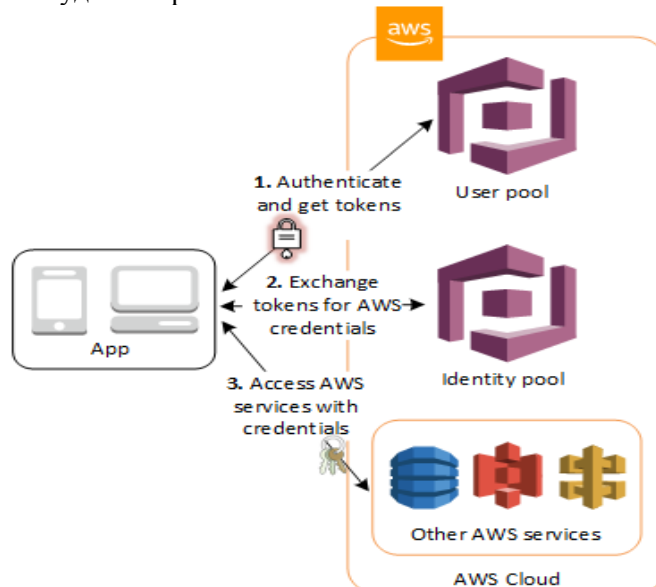 aws
1. Authenticate
and get tokens
User pool
2. Exchange
tokens for AWS
credentials
App
Identity pool
3. Access AWS
services with
credentials
Other AWS services
AWS Cloud